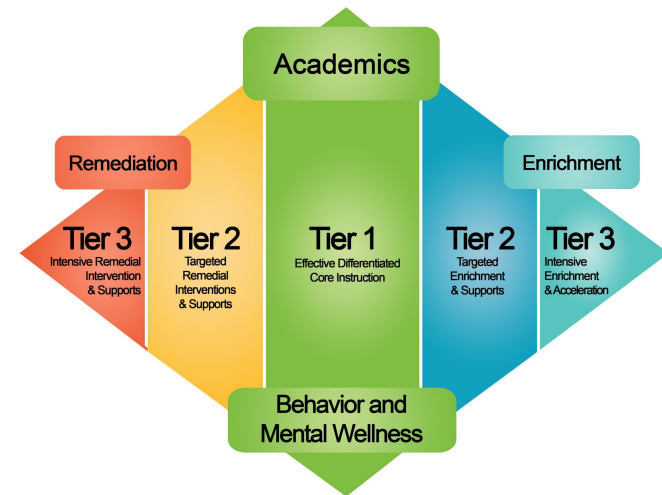 Academics
Remediation
Enrichment
Tier 3
Intensive Remedial
Intervention
& Supports
Tier 2
Targeted
Remedial
Interventions
& Supports
Tier 1
Effective Differentiated
Core Instruction
Tier 2
Targeted
Enrichment
& Supports
Tier 3
Intensive
Enrichment
& Acceleration
Behavior and
Mental Wellness